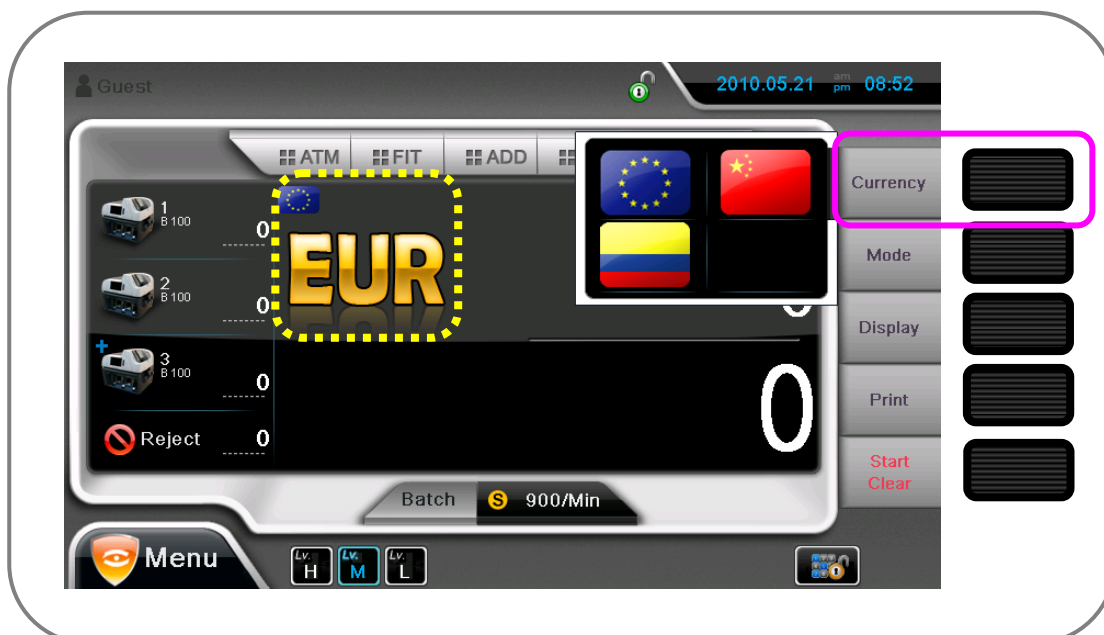 Guest
2010.05.21 am pm 08:52
ATM FIT ADD
Currency
1
B 100
0
EUR
Mode
2
B 100
0
0
Display
3
B 100
0
0
Print
Reject 0
Start
Clear
Batch S 900/Min
Menu
Lv. H Lv. M Lv. L